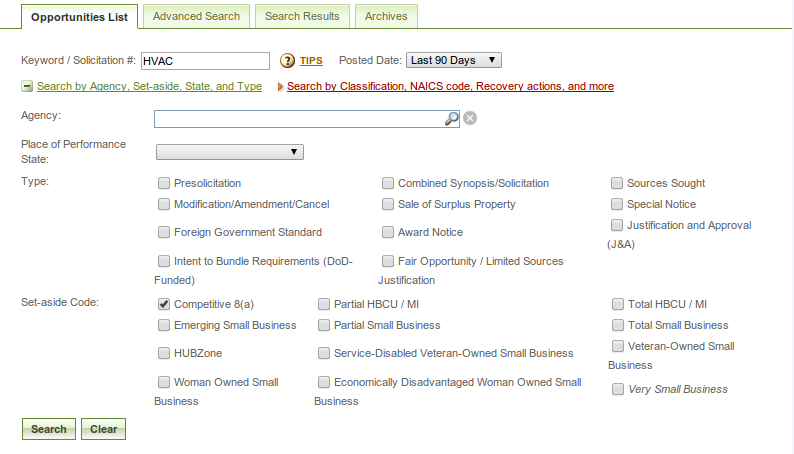 Opportunities List Advanced Search Search Results Archives
Keyword / Solicitation #: HVAC ? TIPS Posted Date: Last 90 Days
Search by Agency, Set-aside, State, and Type Search by Classification, NAICS code, Recovery actions, and more
Agency:
Place of Performance
State:
Type: Presolicitation Combined Synopsis/Solicitation Sources Sought
Modification/Amendment/Cancel Sale of Surplus Property Special Notice
Foreign Government Standard Award Notice Justification and Approval
(J&A)
Intent to Bundle Requirements (DoD- Fair Opportunity / Limited Sources
Funded) Justification
Set-aside Code: Competitive 8(a) Partial HBCU / MI Total HBCU / MI
Emerging Small Business Partial Small Business Total Small Business
HUBZone Service-Disabled Veteran-Owned Small Business Veteran-Owned Small
Business
Woman Owned Small Economically Disadvantaged Woman Owned Small Very Small Business
Business Business
Search Clear